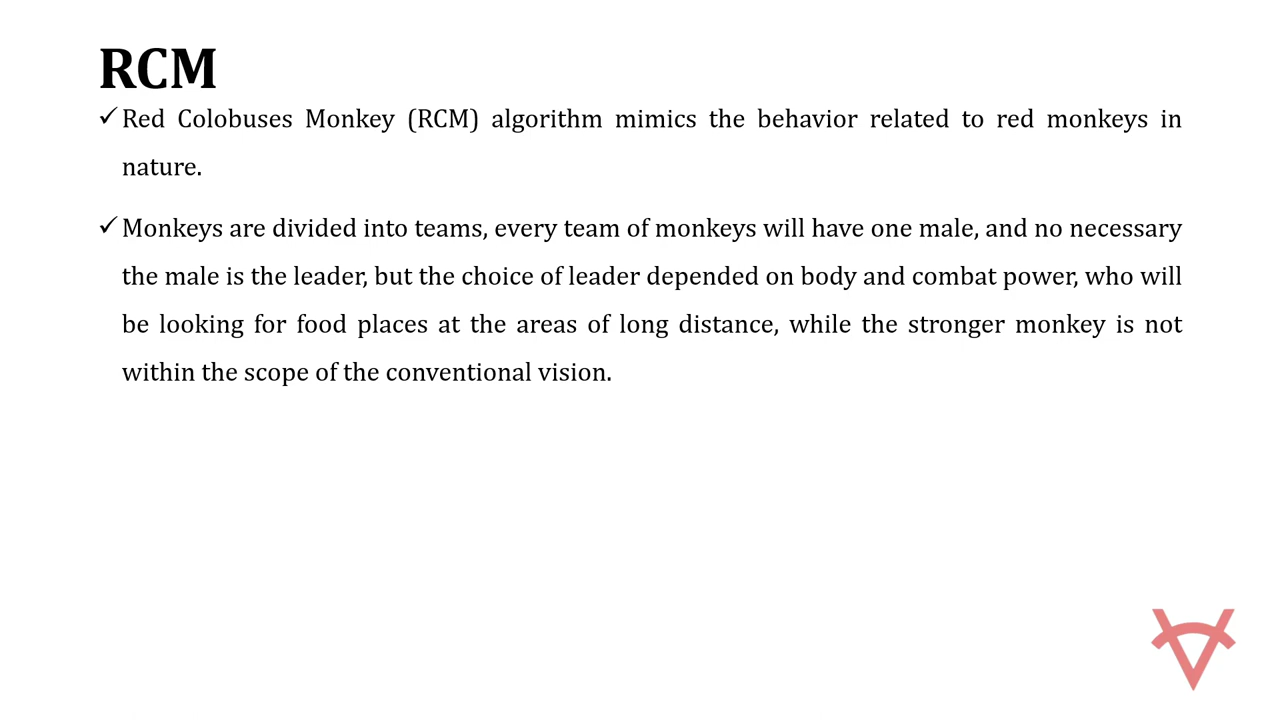 RCM
✓Red Colobuses Monkey (RCM) algorithm mimics the behavior related to red monkeys in
nature.
✓Monkeys are divided into teams, every team of monkeys will have one male, and no necessary
the male is the leader, but the choice of leader depended on body and combat power, who will
be looking for food places at the areas of long distance, while the stronger monkey is not
within the scope of the conventional vision.